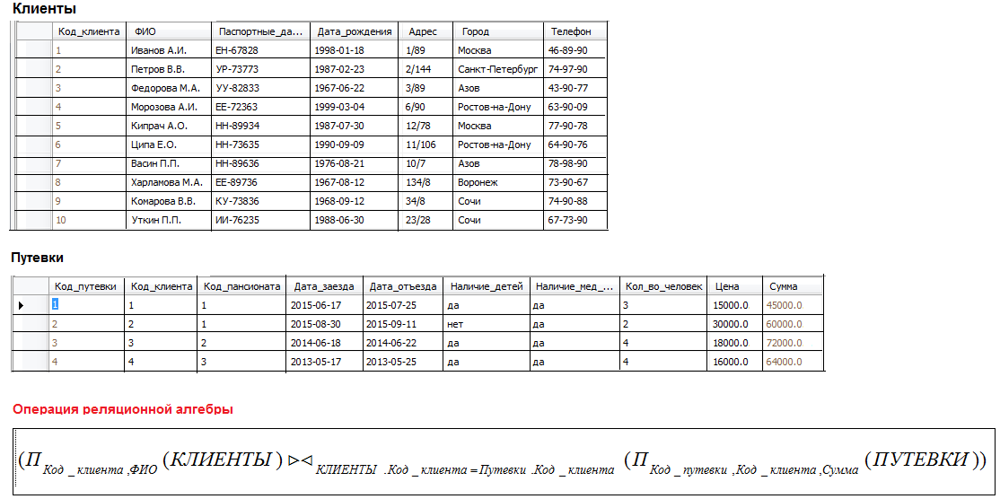 Клиенты
Код_клиента ФИО Паспортные_да... Дата_рождения Адрес Город Телефон
1 Иванов А.И. ЕН-67828 1998-01-18 1/89 Москва 46-89-90
2 Петров В.В. УР-73773 1987-02-23 2/144 Санкт-Петербург 74-97-90
3 Федорова М.А. УУ-82833 1967-06-22 3/89 Азов 43-90-77
4 Морозова А.И. ЕЕ-72363 1999-03-04 6/90 Ростов-на-Дону 63-90-09
5 Кипрач А.О. НН-89934 1987-07-30 12/78 Москва 77-90-78
6 Ципа Е.О. НН-73635 1990-09-09 11/106 Ростов-на-Дону 64-90-76
7 Васин П.П. НН-89636 1976-08-21 10/7 Азов 78-98-90
8 Харламова М.А. ЕЕ-89736 1967-08-12 134/8 Воронеж 73-90-67
9 Комарова В.В. КУ-73836 1968-09-12 34/8 Сочи 74-90-88
10 Уткин П.П. ИИ-76235 1988-06-30 23/28 Сочи 67-73-90
Путевки
Код_путевки Код_клиента Код_пансионата Дата_заезда Дата_отъезда Наличие_детей Наличие_мед_... Кол_во_человек Цена Сумма
1 1 1 2015-06-17 2015-07-25 да да 3 15000.0 45000.0
2 2 1 2015-08-30 2015-09-11 нет да 2 30000.0 60000.0
3 3 2 2014-06-18 2014-06-22 да да 4 18000.0 72000.0
4 4 3 2013-05-17 2013-05-25 да да 4 16000.0 64000.0
Операция реляционной алгебры
(П Код _ клиента ,ФИО (КЛИЕНТЫ ) ⊳⊲ КЛИЕНТЫ .Код _ клиента = Путевки .Код _ клиента (П Код _ путевки ,Код _ клиента ,Сумма (ПУТЕВКИ ))